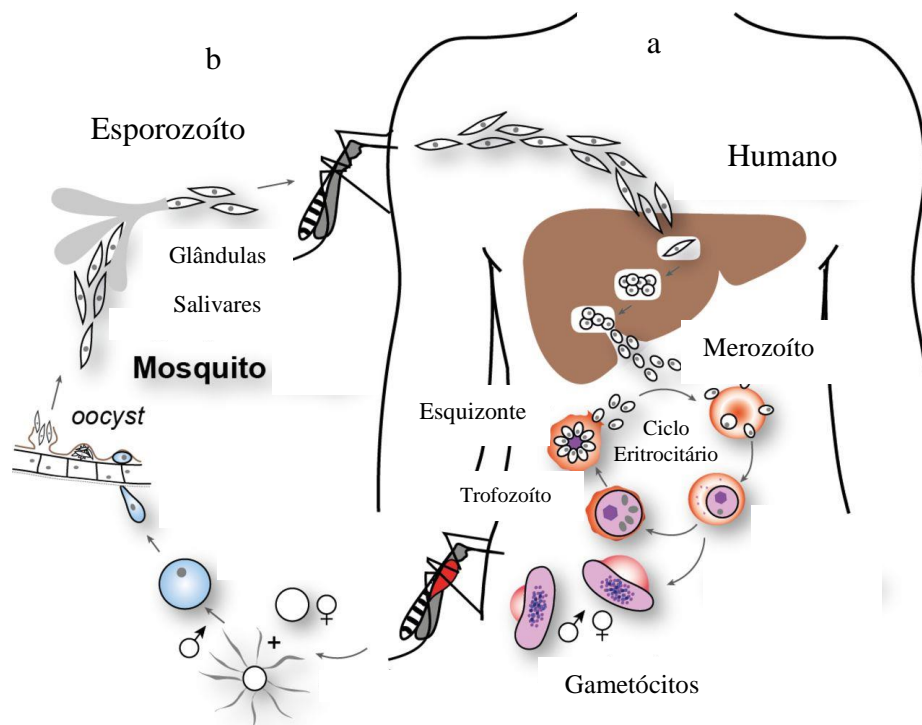 b
a
Esporozoíto
Humano
Glândulas
Salivares
Merozoíto
Mosquito
Esquizonte
oocyst
Ciclo
Eritrocitário
Trofozoíto
♂
♀
+
♂ ♀
Gametócitos